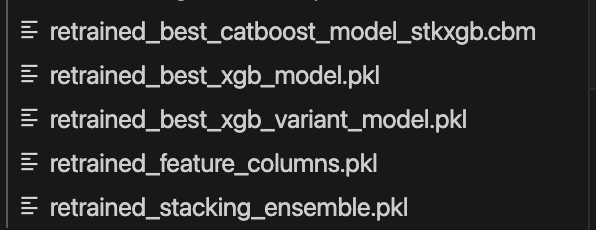 retrained_best_catboost_model_stkxgb.cbm
retrained_best_xgb_model.pkl
retrained_best_xgb_variant_model.pkl
retrained_feature_columns.pkl
retrained_stacking_ensemble.pkl